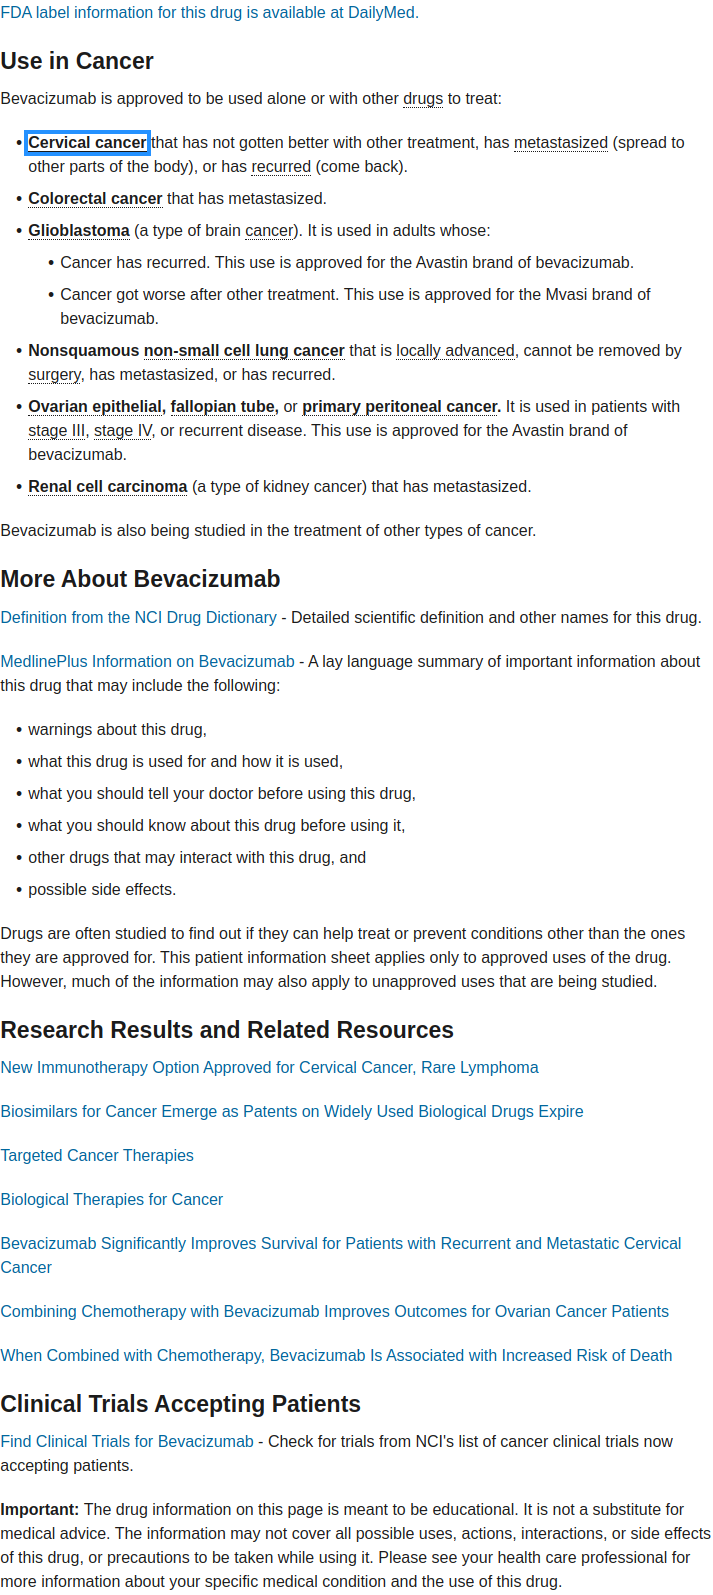 FDA label information for this drug is available at DailyMed.
Use in Cancer
Bevacizumab is approved to be used alone or with other drugs to treat:
• Cervical cancer that has not gotten better with other treatment, has metastasized (spread to
other parts of the body), or has recurred (come back).
• Colorectal cancer that has metastasized.
• Glioblastoma (a type of brain cancer). It is used in adults whose:
• Cancer has recurred. This use is approved for the Avastin brand of bevacizumab.
• Cancer got worse after other treatment. This use is approved for the Mvasi brand of
bevacizumab.
• Nonsquamous non-small cell lung cancer that is locally advanced, cannot be removed by
surgery, has metastasized, or has recurred.
• Ovarian epithelial, fallopian tube, or primary peritoneal cancer. It is used in patients with
stage III, stage IV, or recurrent disease. This use is approved for the Avastin brand of
bevacizumab.
• Renal cell carcinoma (a type of kidney cancer) that has metastasized.
Bevacizumab is also being studied in the treatment of other types of cancer.
More About Bevacizumab
Definition from the NCI Drug Dictionary - Detailed scientific definition and other names for this drug.
MedlinePlus Information on Bevacizumab - A lay language summary of important information about
this drug that may include the following:
• warnings about this drug,
• what this drug is used for and how it is used,
• what you should tell your doctor before using this drug,
• what you should know about this drug before using it,
• other drugs that may interact with this drug, and
• possible side effects.
Drugs are often studied to find out if they can help treat or prevent conditions other than the ones
they are approved for. This patient information sheet applies only to approved uses of the drug.
However, much of the information may also apply to unapproved uses that are being studied.
Research Results and Related Resources
New Immunotherapy Option Approved for Cervical Cancer, Rare Lymphoma
Biosimilars for Cancer Emerge as Patents on Widely Used Biological Drugs Expire
Targeted Cancer Therapies
Biological Therapies for Cancer
Bevacizumab Significantly Improves Survival for Patients with Recurrent and Metastatic Cervical
Cancer
Combining Chemotherapy with Bevacizumab Improves Outcomes for Ovarian Cancer Patients
When Combined with Chemotherapy, Bevacizumab Is Associated with Increased Risk of Death
Clinical Trials Accepting Patients
Find Clinical Trials for Bevacizumab - Check for trials from NCI's list of cancer clinical trials now
accepting patients.
Important: The drug information on this page is meant to be educational. It is not a substitute for
medical advice. The information may not cover all possible uses, actions, interactions, or side effects
of this drug, or precautions to be taken while using it. Please see your health care professional for
more information about your specific medical condition and the use of this drug.